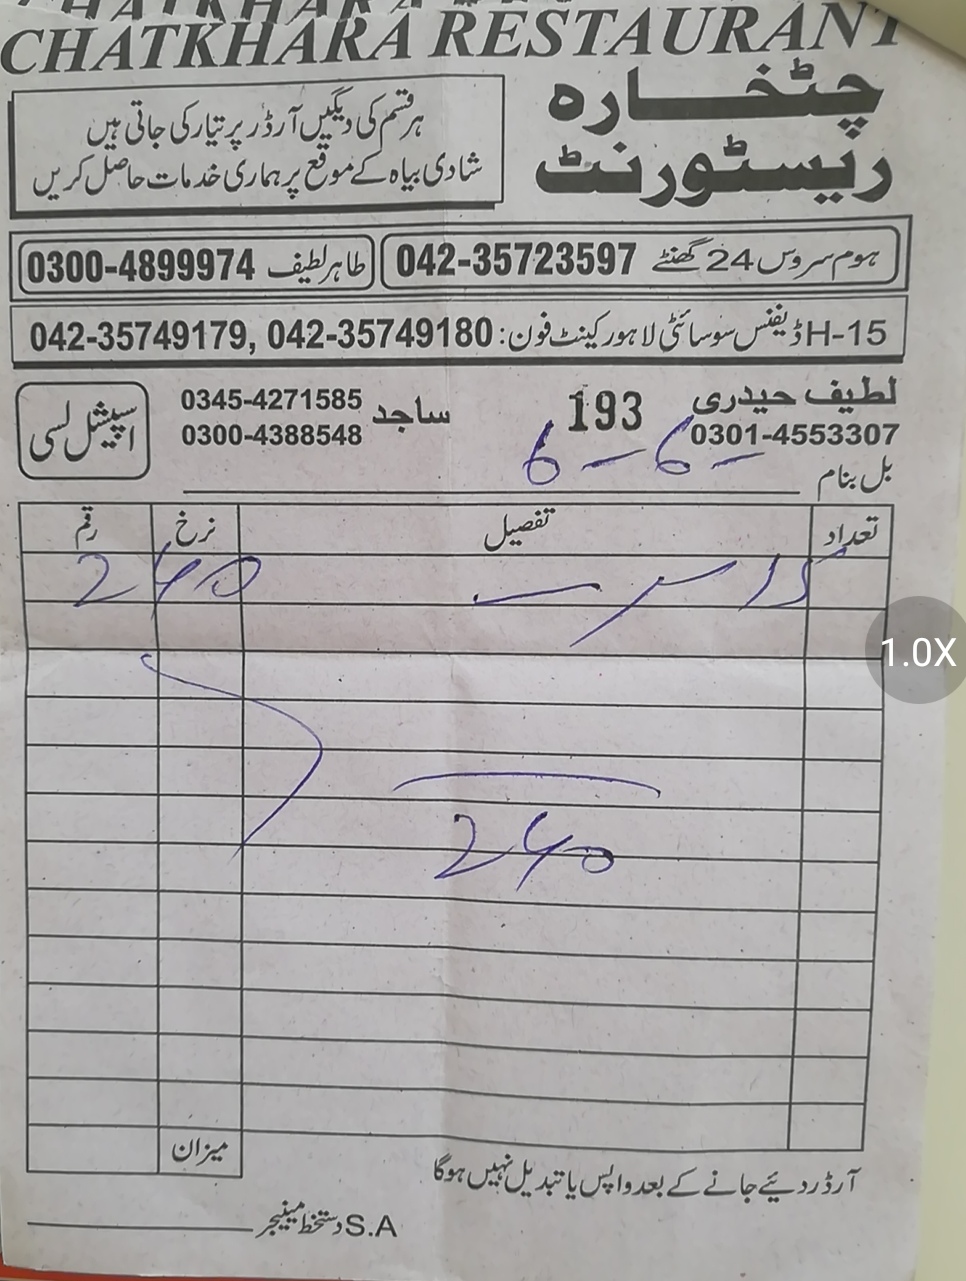 CHATKHARA RESTAURANT
چٹخارہ
ریسٹورنٹ
ہر قسم کی دیگیں آرڈر پر تیار کی جاتی ہیں
شادی بیاہ کے موقع پر ہماری خدمات حاصل کریں
ہوم سروس 24 گھنٹے 042-35723597
طاہر لطیف 0300-4899974
H-15 ڈیفنس سوسائٹی لاہور کینٹ فون: 042-35749179, 042-35749180
لطیف حیدری
0301-4553307
193
ساجد
0345-4271585
0300-4388548
اسپیشل لسی
6-6-
بل بنام
تعداد تفصیل نرخ رقم
240
240
میزان
آرڈر دئیے جانے کے بعد واپس یا تبدیل نہیں ہوگا
S.A دستخط مینیجر
1.0X